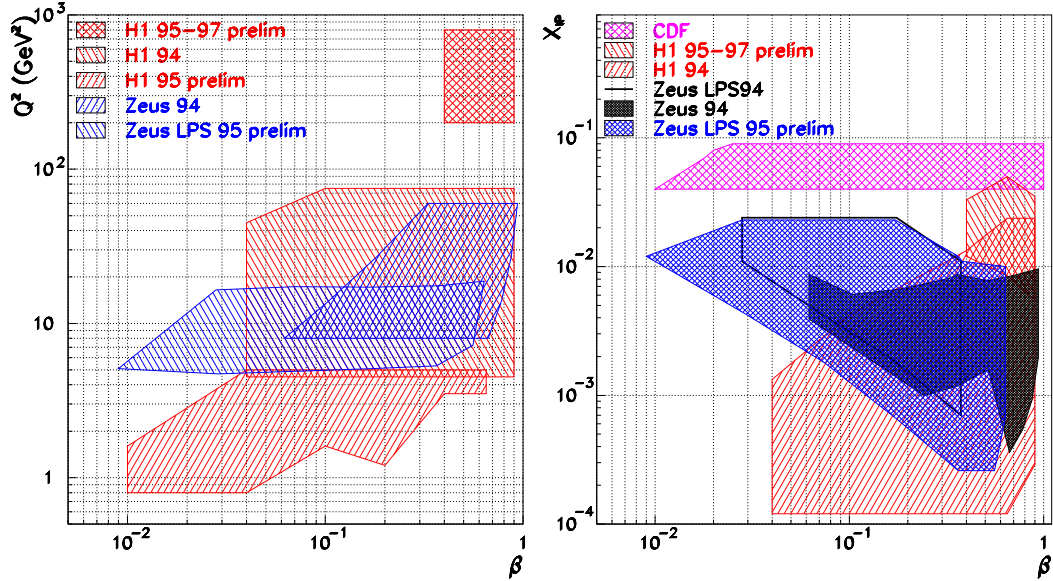 Q² (GeV²)
10³
H1 95-97 prelim
H1 94
H1 95 prelim
Zeus 94
Zeus LPS 95 prelim
10²
10
1
10⁻²
10⁻¹
1
β
X_IP
CDF
H1 95-97 prelim
H1 94
Zeus LPS94
Zeus 94
Zeus LPS 95 prelim
10⁻¹
10⁻²
10⁻³
10⁻⁴
10⁻²
10⁻¹
1
β